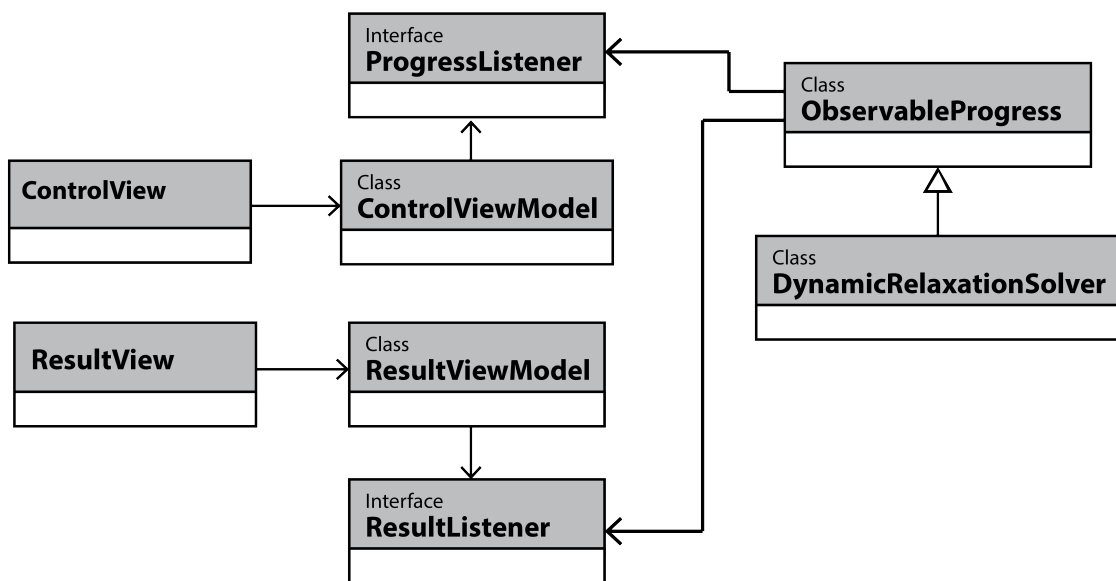 Interface
ProgressListener
Class
ObservableProgress
ControlView
Class
ControlViewModel
Class
DynamicRelaxationSolver
ResultView
Class
ResultViewModel
Interface
ResultListener